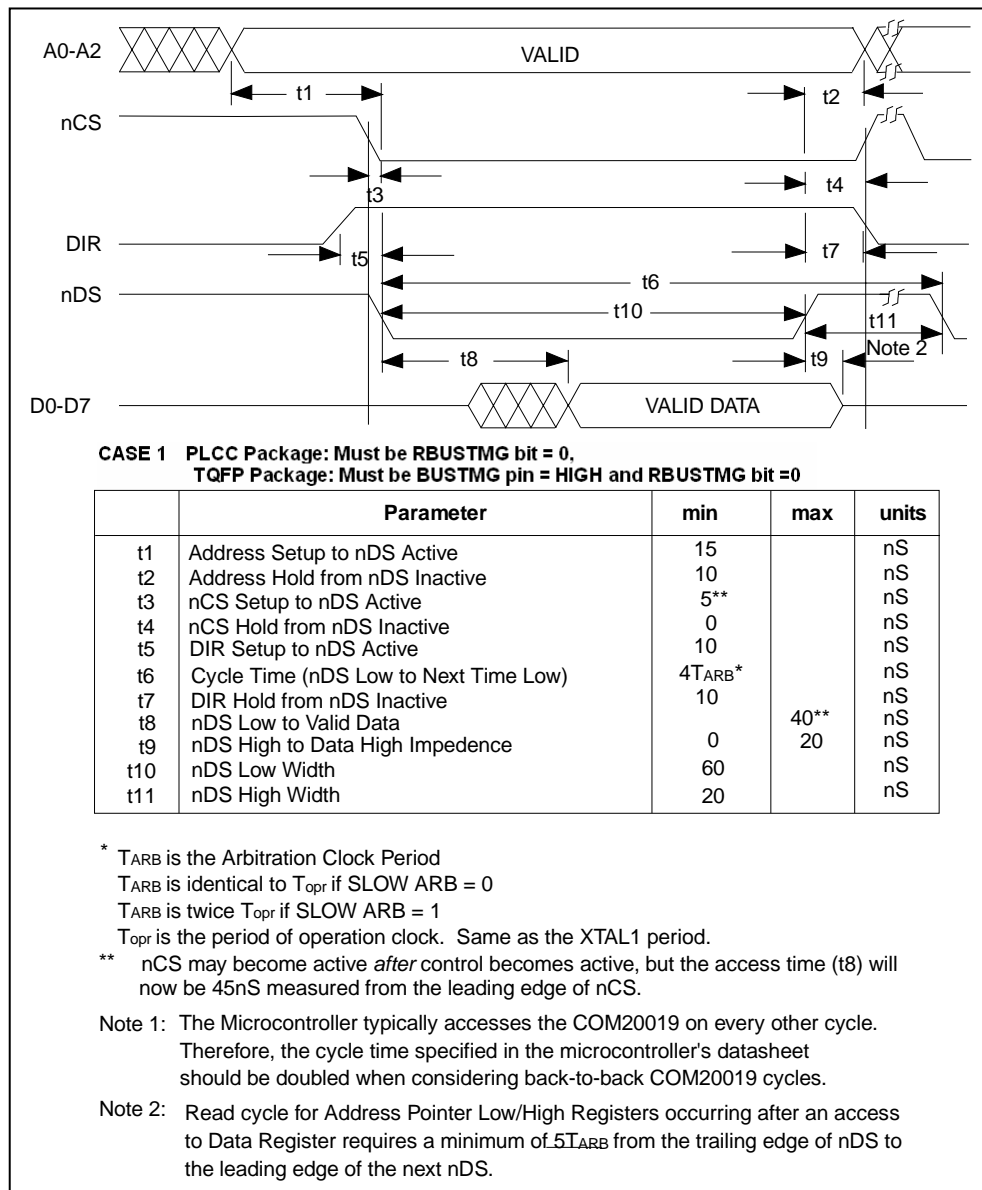 A0-A2
VALID
t1
t2
nCS
t3
t4
DIR
t5
t7
t6
nDS
t10
t11
Note 2
t8
t9
D0-D7
VALID DATA
CASE 1 PLCC Package: Must be RBUSTMG bit = 0,
TQFP Package: Must be BUSTMG pin = HIGH and RBUSTMG bit =0
Parameter min max units
t1 Address Setup to nDS Active 15 nS
t2 Address Hold from nDS Inactive 10 nS
t3 nCS Setup to nDS Active 5** nS
t4 nCS Hold from nDS Inactive 0 nS
t5 DIR Setup to nDS Active 10 nS
t6 Cycle Time (nDS Low to Next Time Low) 4TARB* nS
t7 DIR Hold from nDS Inactive 10 nS
t8 nDS Low to Valid Data 40** nS
t9 nDS High to Data High Impedence 0 20 nS
t10 nDS Low Width 60 nS
t11 nDS High Width 20 nS
* TARB is the Arbitration Clock Period
TARB is identical to Topr if SLOW ARB = 0
TARB is twice Topr if SLOW ARB = 1
Topr is the period of operation clock. Same as the XTAL1 period.
** nCS may become active after control becomes active, but the access time (t8) will
now be 45nS measured from the leading edge of nCS.
Note 1: The Microcontroller typically accesses the COM20019 on every other cycle.
Therefore, the cycle time specified in the microcontroller's datasheet
should be doubled when considering back-to-back COM20019 cycles.
Note 2: Read cycle for Address Pointer Low/High Registers occurring after an access
to Data Register requires a minimum of 5TARB from the trailing edge of nDS to
the leading edge of the next nDS.